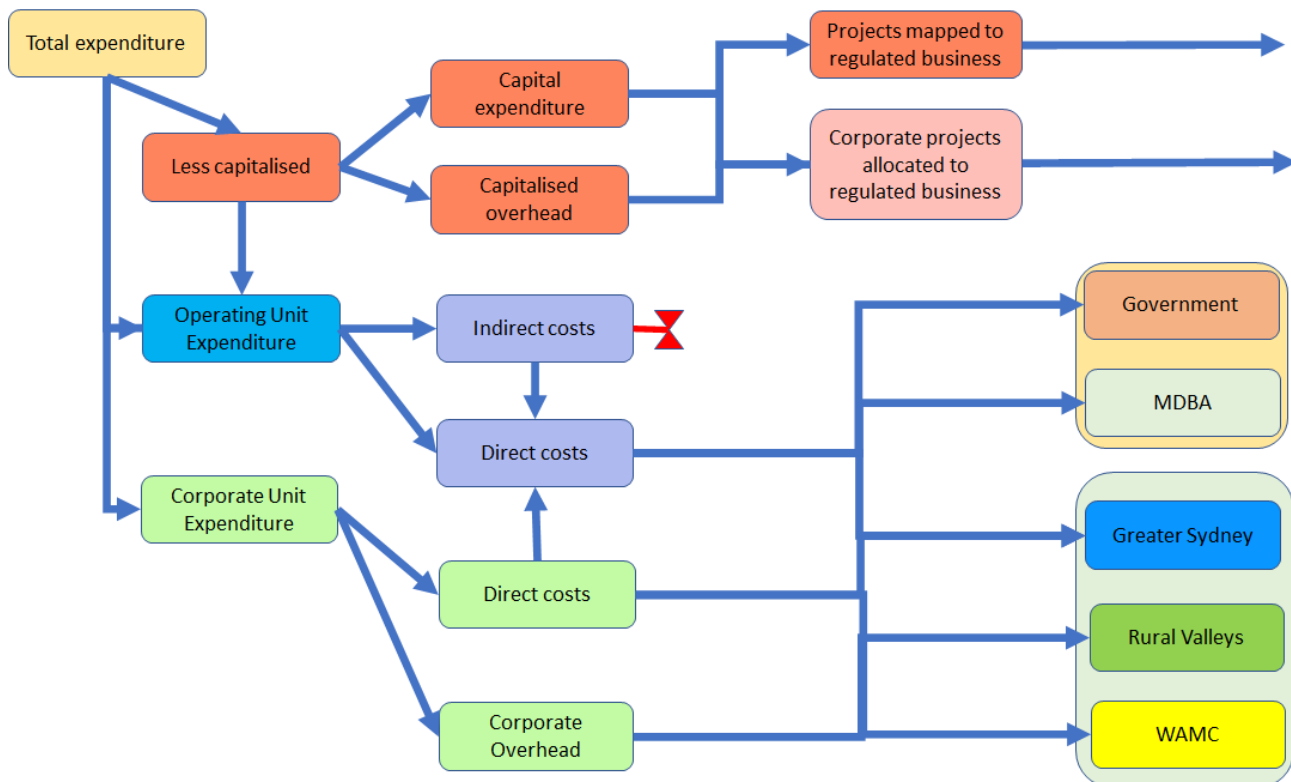 Total expenditure
Less capitalised
Capital
expenditure
Capitalised
overhead
Projects mapped to
regulated business
Corporate projects
allocated to
regulated business
Operating Unit
Expenditure
Indirect costs
Direct costs
Corporate Unit
Expenditure
Direct costs
Corporate
Overhead
Government
MDBA
Greater Sydney
Rural Valleys
WAMC